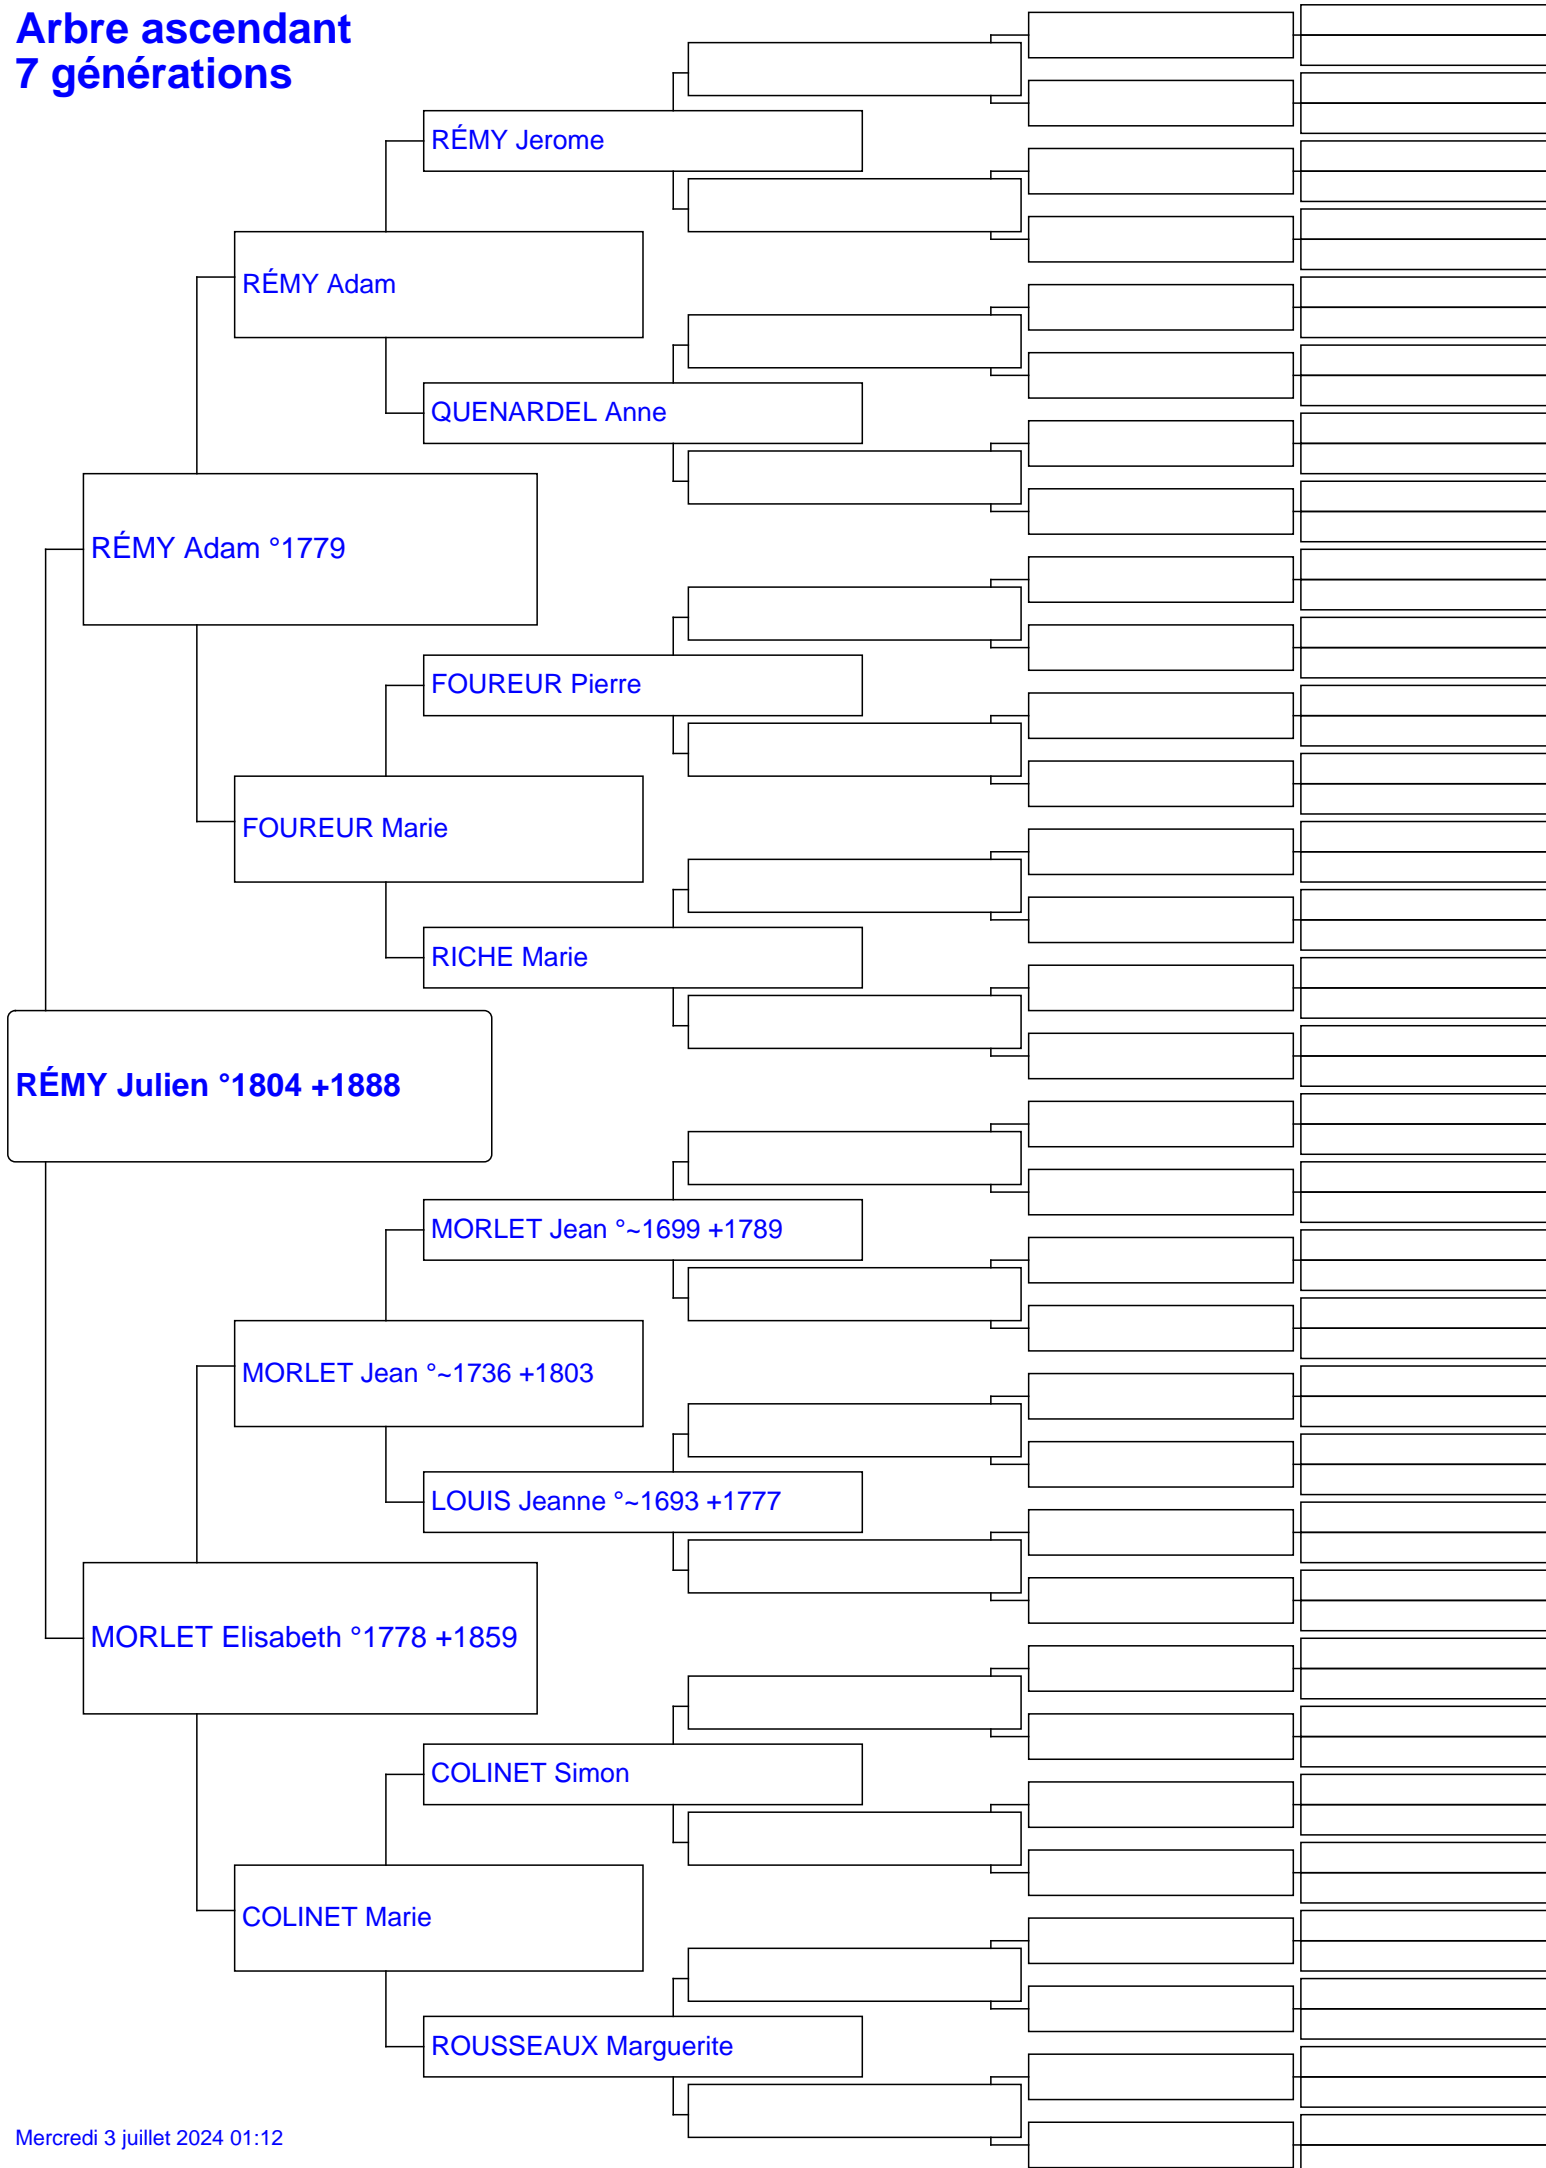 Arbre ascendant
7 générations
RÉMY Jerome
RÉMY Adam
QUENARDEL Anne
RÉMY Adam °1779
FOUREUR Pierre
FOUREUR Marie
RICHE Marie
RÉMY Julien °1804 +1888
MORLET Jean °~1699 +1789
MORLET Jean °~1736 +1803
LOUIS Jeanne °~1693 +1777
MORLET Elisabeth °1778 +1859
COLINET Simon
COLINET Marie
ROUSSEAUX Marguerite
Mercredi 3 juillet 2024 01:12